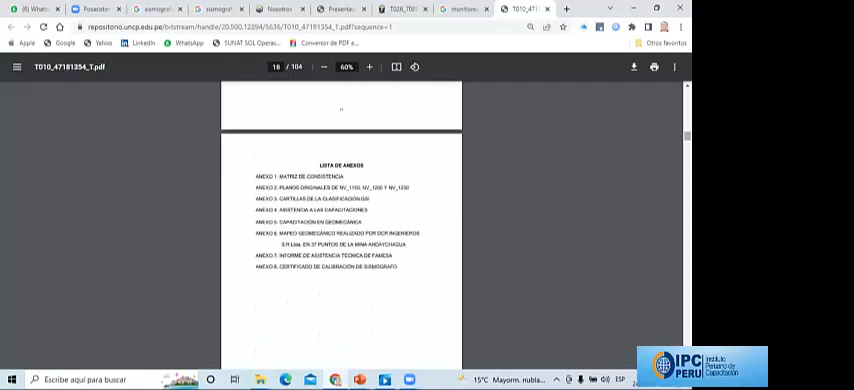 (6) Whats
Posasisten
sismograf
sismograf
Nosotros
Presentac
T026_T02
monitoreo
T010_471
repositorio.uncp.edu.pe/bitstream/handle/20.500.12894/5636/T010_47181354_T.pdf?sequence=1
Apple
Google
Yahoo
LinkedIn
WhatsApp
SUNAT SOL Operac...
Conversor de PDF e...
Otros favoritos
T010_47181354_T.pdf
16 / 104
60%
LISTA DE ANEXOS
ANEXO 1. MATRIZ DE CONSISTENCIA
ANEXO 2. PLANOS ORIGINALES DE NV_1150, NV_1200 Y NV_1250
ANEXO 3. CARTILLAS DE LA CLASIFICACIÓN GSI
ANEXO 4. ASISTENCIA A LAS CAPACITACIONES
ANEXO 5. CAPACITACIÓN EN GEOMECÁNICA
ANEXO 6. MAPEO GEOMECÁNICO REALIZADO POR DCR INGENIEROS
S.R.Ltda. EN 37 PUNTOS DE LA MINA ANDAYCHAGUA
ANEXO 7. INFORME DE ASISTENCIA TÉCNICA DE FAMESA
ANEXO 8. CERTIFICADO DE CALIBRACIÓN DE SISMÓGRAFO
IPC
PERU
Instituto
Peruano de
Capacitación
Escribe aquí para buscar
15°C Mayorm. nubla...
ESP